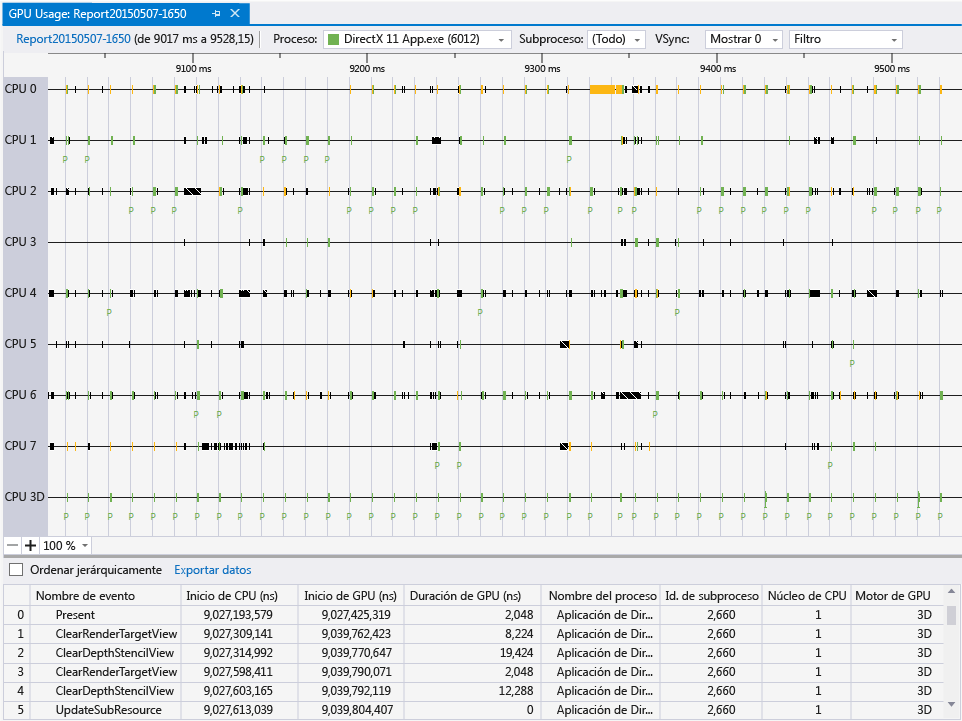 GPU Usage: Report20150507-1650
Report20150507-1650 (de 9017 ms a 9528,15) Proceso: DirectX 11 App.exe (6012) Subproceso: (Todo) VSync: Mostrar 0 Filtro
9100 ms 9200 ms 9300 ms 9400 ms 9500 ms
CPU 0
CPU 1
P P P P P P P
CPU 2
P P P P P P P P P P P P P P P P P P P P P P P P
CPU 3
CPU 4
P P P
CPU 5
P
CPU 6
P P P
CPU 7
P P P
CPU 3D
P P P P P P P P P P P P P P P P P P P P P P P P P P P P P P P P P P P P P P P P P
100 %
Ordenar jerárquicamente Exportar datos
Nombre de evento Inicio de CPU (ns) Inicio de GPU (ns) Duración de GPU (ns) Nombre del proceso Id. de subproceso Núcleo de CPU Motor de GPU
0 Present 9,027,193,579 9,027,425,319 2,048 Aplicación de Dir... 2,660 1 3D
1 ClearRenderTargetView 9,027,309,141 9,039,762,423 8,224 Aplicación de Dir... 2,660 1 3D
2 ClearDepthStencilView 9,027,314,992 9,039,770,647 19,424 Aplicación de Dir... 2,660 1 3D
3 ClearRenderTargetView 9,027,598,411 9,039,790,071 2,048 Aplicación de Dir... 2,660 1 3D
4 ClearDepthStencilView 9,027,603,165 9,039,792,119 12,288 Aplicación de Dir... 2,660 1 3D
5 UpdateSubResource 9,027,613,039 9,039,804,407 0 Aplicación de Dir... 2,660 1 3D